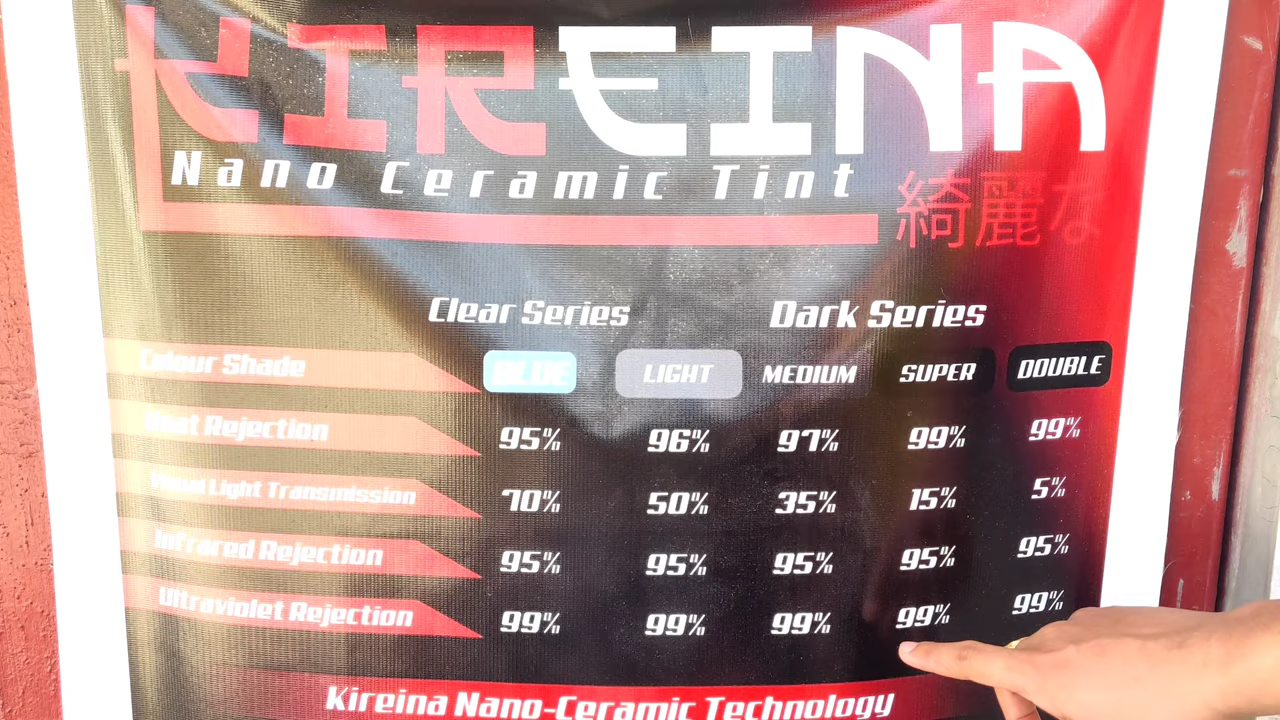 KIREINA
Nano Ceramic Tint
綺麗な
Clear Series Dark Series
Colour Shade BLUE LIGHT MEDIUM SUPER DOUBLE
Heat Rejection 95% 96% 97% 99% 99%
Visual Light Transmission 70% 50% 35% 15% 5%
Infrared Rejection 95% 95% 95% 95% 95%
Ultraviolet Rejection 99% 99% 99% 99% 99%
Kireina Nano-Ceramic Technology